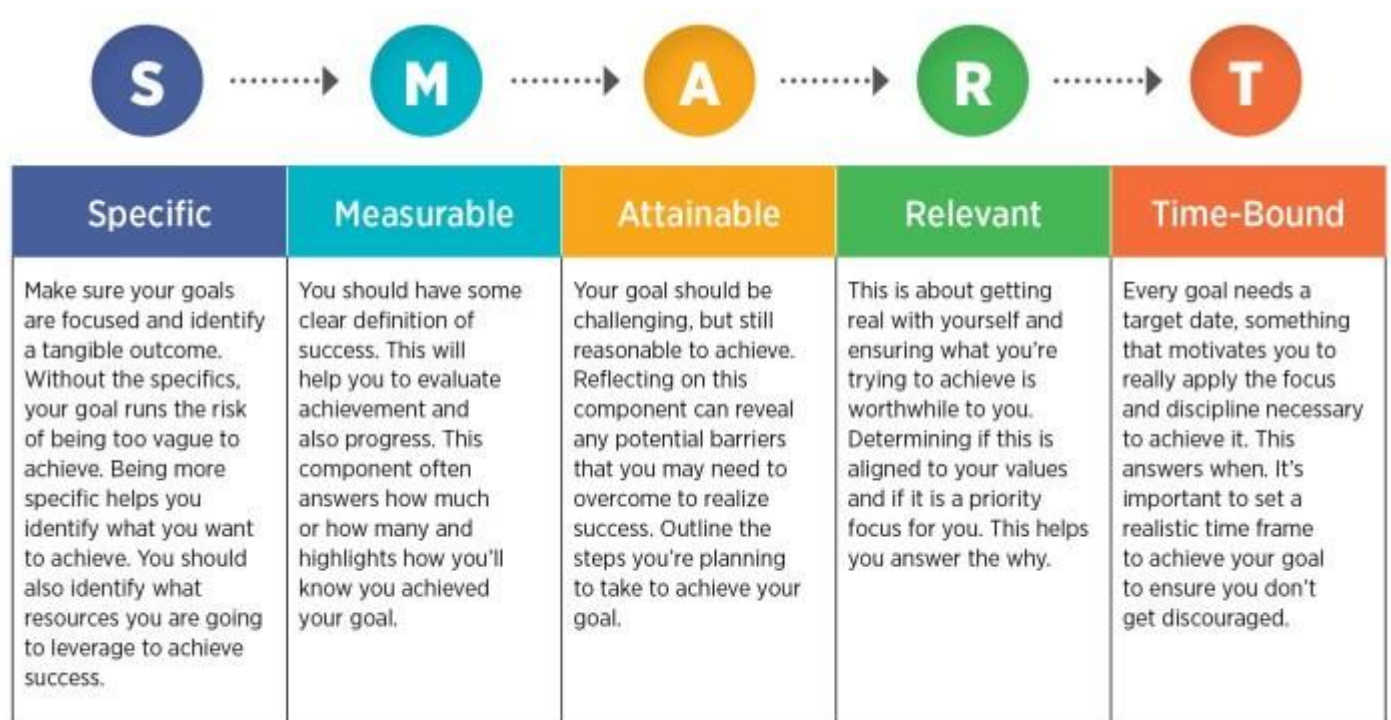 S
M
A
R
T
Specific
Make sure your goals
are focused and identify
a tangible outcome.
Without the specifics,
your goal runs the risk
of being too vague to
achieve. Being more
specific helps you
identify what you want
to achieve. You should
also identify what
resources you are going
to leverage to achieve
success.
Measurable
You should have some
clear definition of
success. This will
help you to evaluate
achievement and
also progress. This
component often
answers how much
or how many and
highlights how you'll
know you achieved
your goal.
Attainable
Your goal should be
challenging, but still
reasonable to achieve.
Reflecting on this
component can reveal
any potential barriers
that you may need to
overcome to realize
success. Outline the
steps you're planning
to take to achieve your
goal.
Relevant
This is about getting
real with yourself and
ensuring what you're
trying to achieve is
worthwhile to you.
Determining if this is
aligned to your values
and if it is a priority
focus for you. This helps
you answer the why.
Time-Bound
Every goal needs a
target date, something
that motivates you to
really apply the focus
and discipline necessary
to achieve it. This
answers when. It's
important to set a
realistic time frame
to achieve your goal
to ensure you don't
get discouraged.